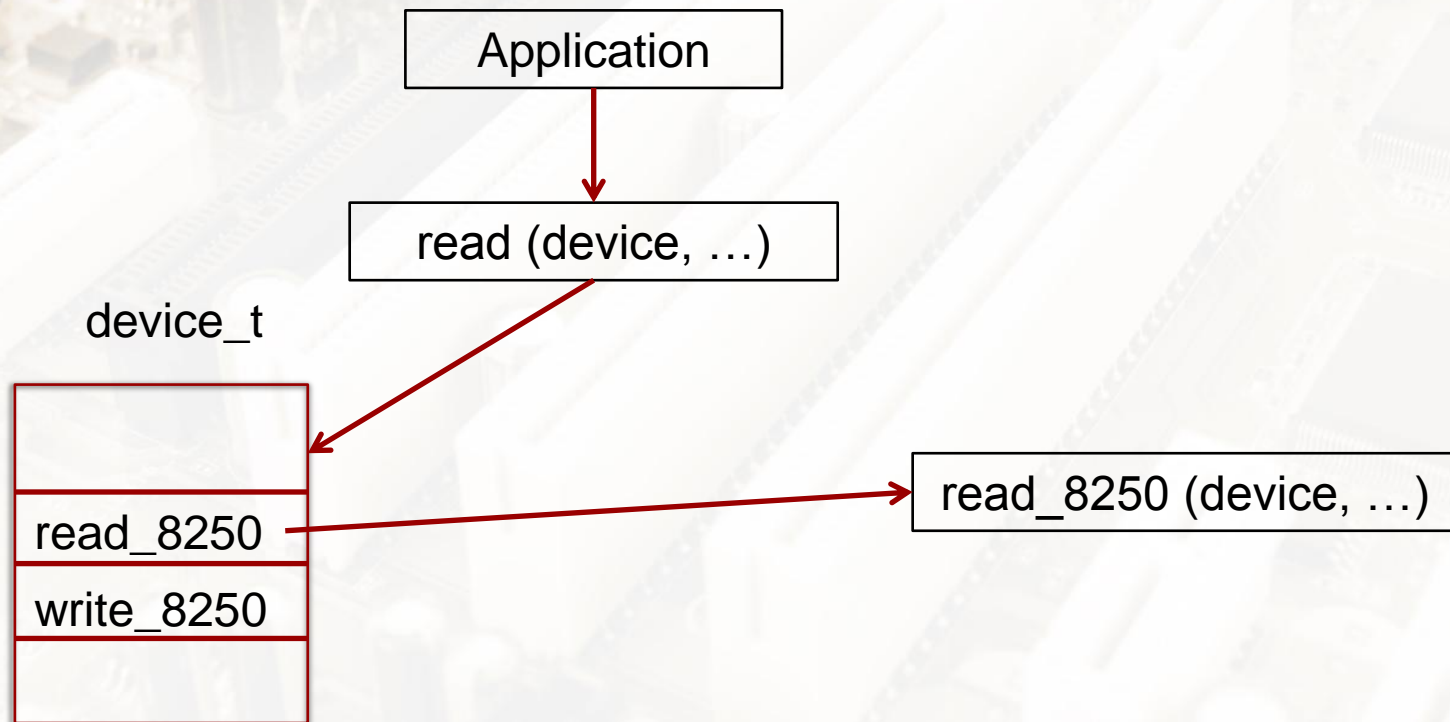 Application
read (device, …)
device_t
read_8250
read_8250 (device, …)
write_8250